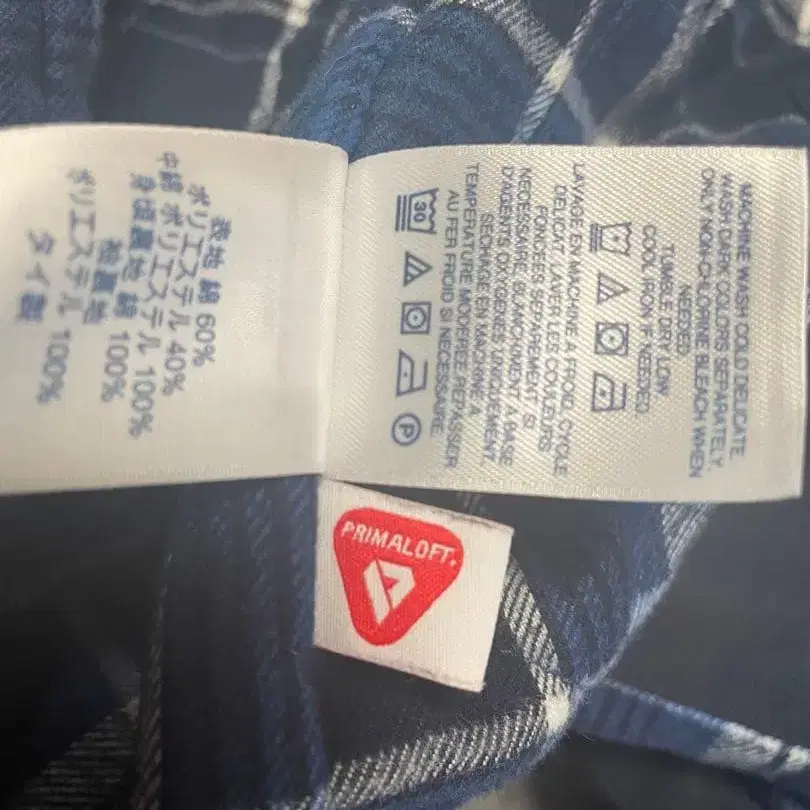 表地 綿 60%
ポリエステル 40%
中綿 ポリエステル 100%
身頃裏地 綿 100%
袖裏地
ポリエステル 100%
タイ製
MACHINE WASH COLD DELICATE.
WASH DARK COLORS SEPARATELY.
ONLY NON-CHLORINE BLEACH WHEN
NEEDED.
TUMBLE DRY LOW.
COOL IRON IF NEEDED.
LAVAGE EN MACHINE A FROID, CYCLE
DELICAT, LAVER LES COULEURS
FONCEES SEPAREMENT. SI
NECESSAIRE, BLANCHIMENT A BASE
D'AGENTS OXYGENES UNIQUEMENT.
SECHAGE EN MACHINE A
TEMPERATURE MODEREE. REPASSER
AU FER FROID SI NECESSAIRE.
30
P
PRIMALOFT.